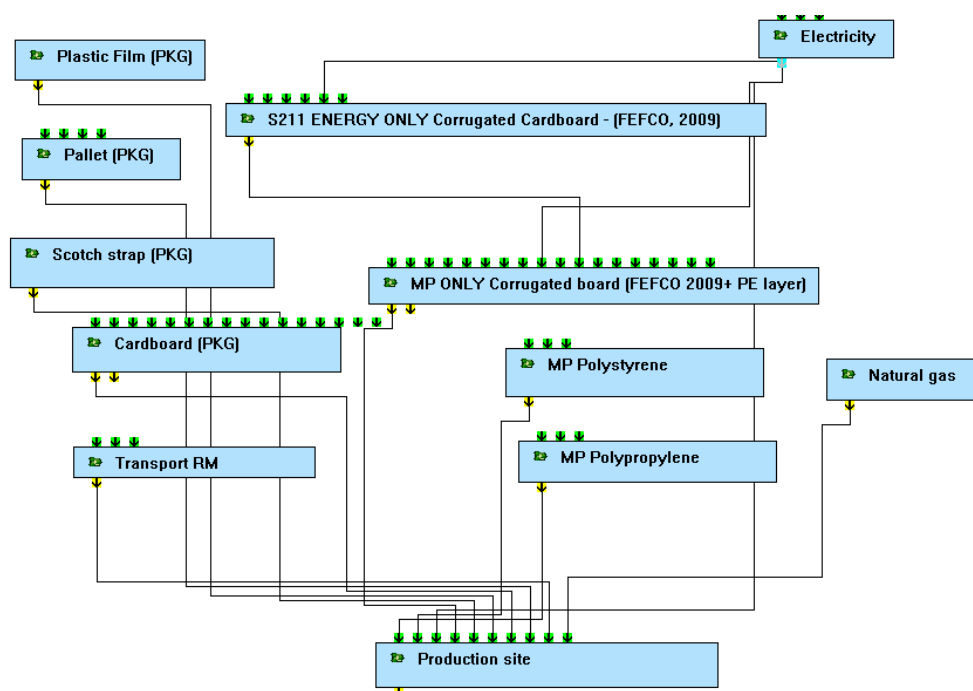 Electricity
Plastic Film (PKG)
S211 ENERGY ONLY Corrugated Cardboard - (FEFCO, 2009)
Pallet (PKG)
Scotch strap (PKG)
MP ONLY Corrugated board (FEFCO 2009+ PE layer)
Cardboard (PKG)
MP Polystyrene
Natural gas
Transport RM
MP Polypropylene
Production site